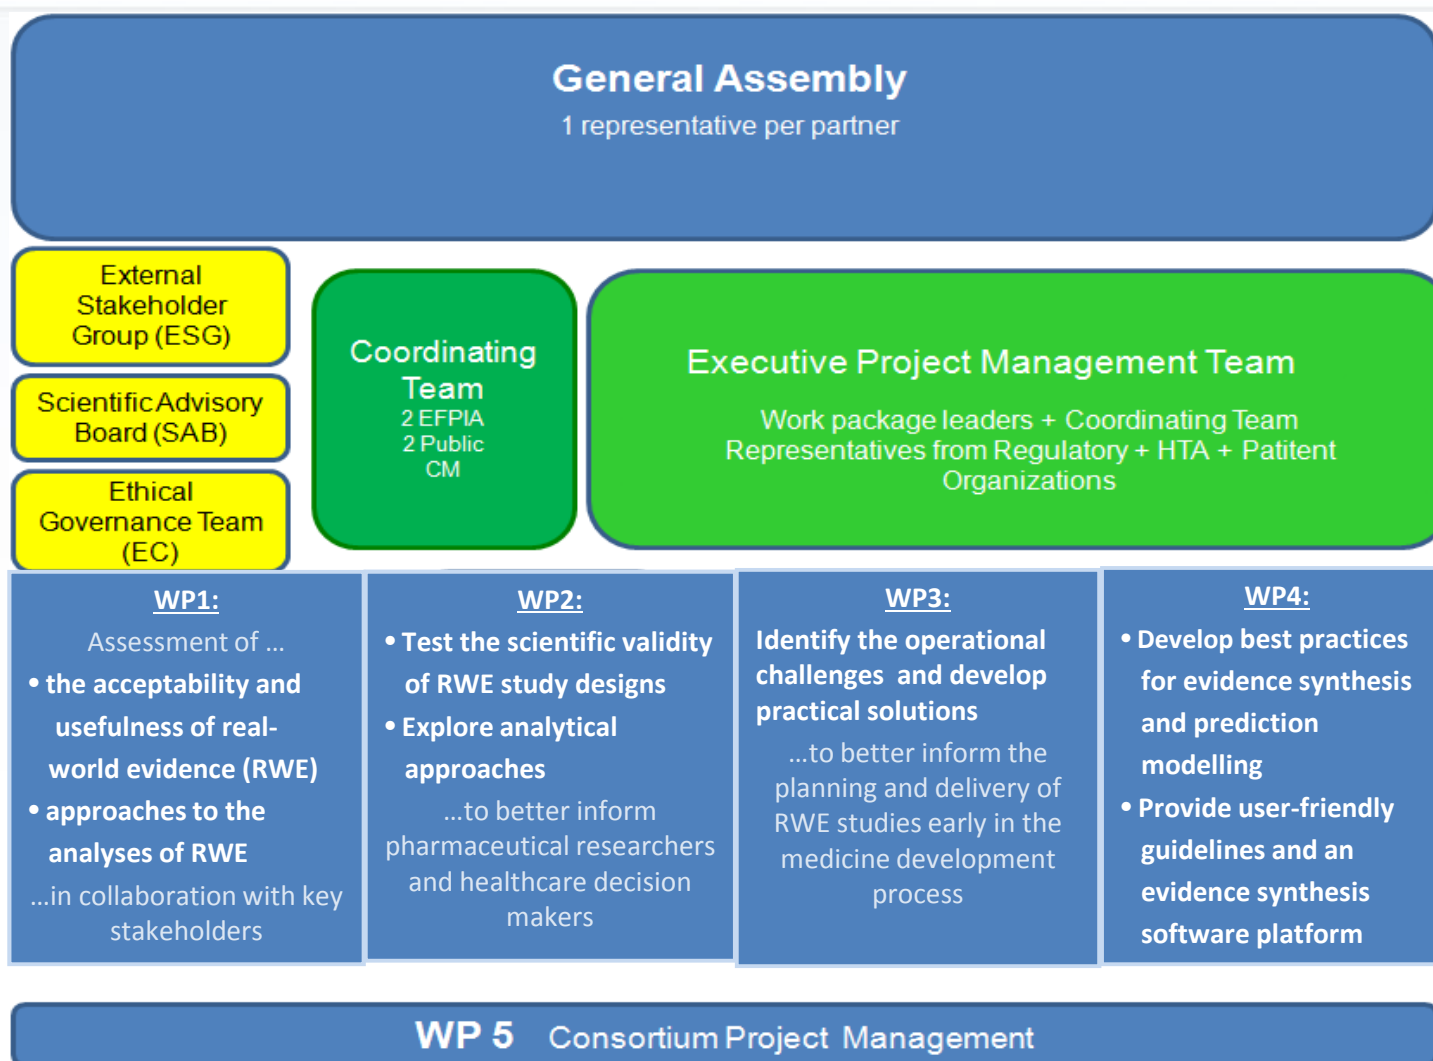 General Assembly
1 representative per partner
External
Stakeholder
Group (ESG)
Scientific Advisory
Board (SAB)
Ethical
Governance Team
(EC)
Coordinating
Team
2 EFPIA
2 Public
CM
Executive Project Management Team
Work package leaders + Coordinating Team
Representatives from Regulatory + HTA + Patitent
Organizations
WP1:
Assessment of ...
• the acceptability and
usefulness of real-
world evidence (RWE)
• approaches to the
analyses of RWE
...in collaboration with key
stakeholders
WP2:
• Test the scientific validity
of RWE study designs
• Explore analytical
approaches
...to better inform
pharmaceutical researchers
and healthcare decision
makers
WP3:
Identify the operational
challenges and develop
practical solutions
...to better inform the
planning and delivery of
RWE studies early in the
medicine development
process
WP4:
• Develop best practices
for evidence synthesis
and prediction
modelling
• Provide user-friendly
guidelines and an
evidence synthesis
software platform
WP 5 Consortium Project Management